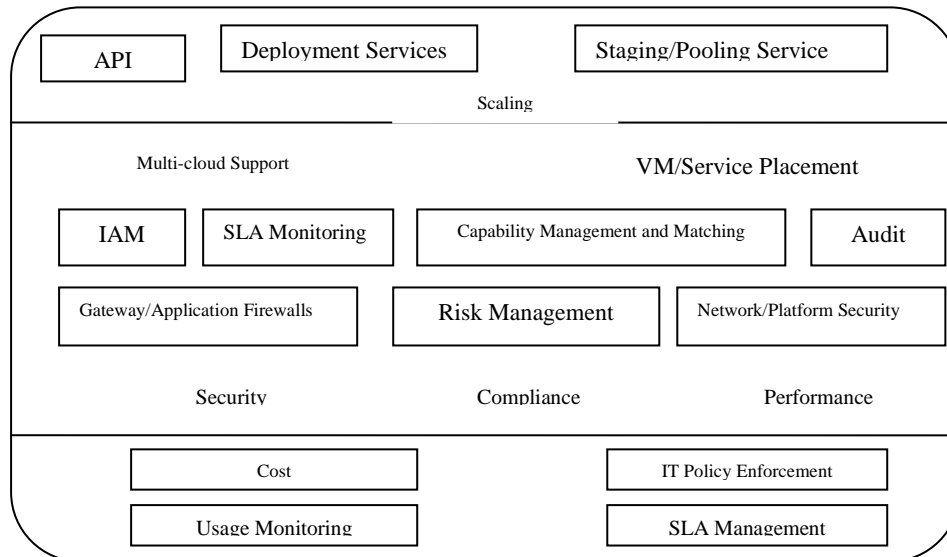 API
Deployment Services
Staging/Pooling Service
Scaling
Multi-cloud Support
VM/Service Placement
IAM
SLA Monitoring
Capability Management and Matching
Audit
Gateway/Application Firewalls
Risk Management
Network/Platform Security
Security
Compliance
Performance
Cost
IT Policy Enforcement
Usage Monitoring
SLA Management